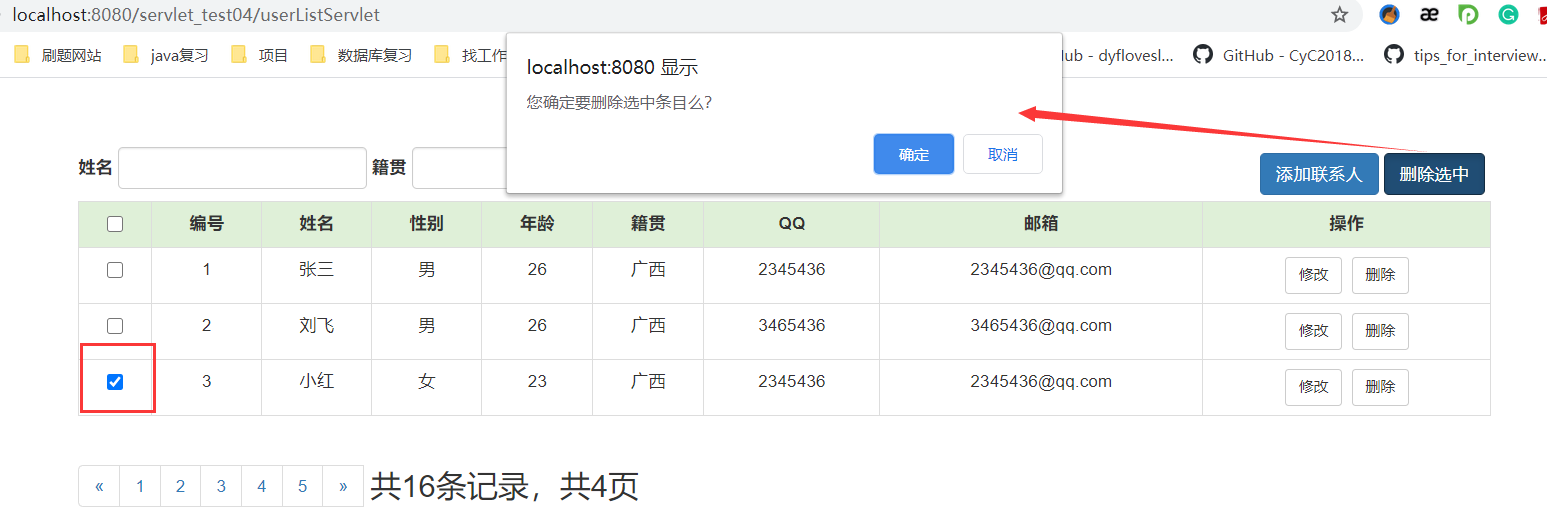 localhost:8080/servlet_test04/userListServlet
刷题网站 java复习 项目 数据库复习 找工作 - dyflovesl... GitHub - CyC2018... tips_for_interview...
localhost:8080 显示
您确定要删除选中条目么?
确定 取消
姓名 籍贯 添加联系人 删除选中
编号 姓名 性别 年龄 籍贯 QQ 邮箱 操作
1 张三 男 26 广西 2345436 2345436@qq.com 修改 删除
2 刘飞 男 26 广西 3465436 3465436@qq.com 修改 删除
3 小红 女 23 广西 2345436 2345436@qq.com 修改 删除
« 1 2 3 4 5 » 共16条记录，共4页